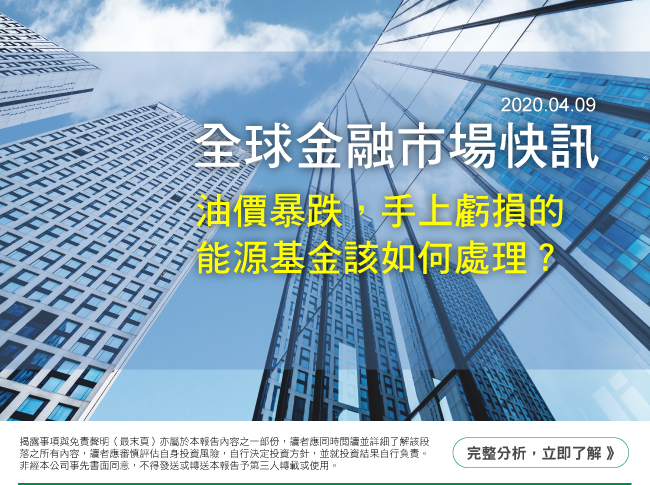 2020.04.09
全球金融市場快訊
油價暴跌，手上虧損的
能源基金該如何處理？
揭露事項與免責聲明（最末頁）亦屬於本報告內容之一部份，讀者應同時閱讀並詳細了解該段
落之所有內容，讀者應審慎評估自身投資風險，自行決定投資方針，並就投資結果自行負責。
非經本公司事先書面同意，不得發送或轉送本報告予第三人轉載或使用。
完整分析，立即了解 》